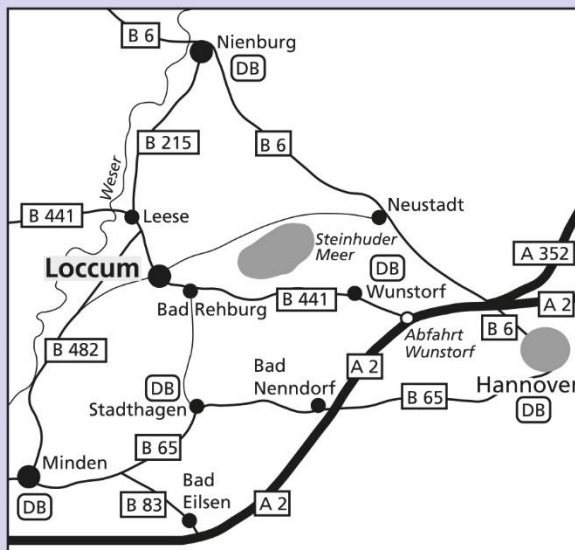 B 6
Nienburg
DB
B 215
B 6
Weser
B 441
Leese
Neustadt
Steinhuder
Meer
A 352
Loccum
DB
Bad Rehburg
B 441
Wunstorf
A 2
B 6
Abfahrt
Wunstorf
B 482
A 2
Hannover
DB
DB
Stadthagen
Bad
Nenndorf
B 65
B 65
Minden
DB
Bad
Eilsen
B 83
A 2